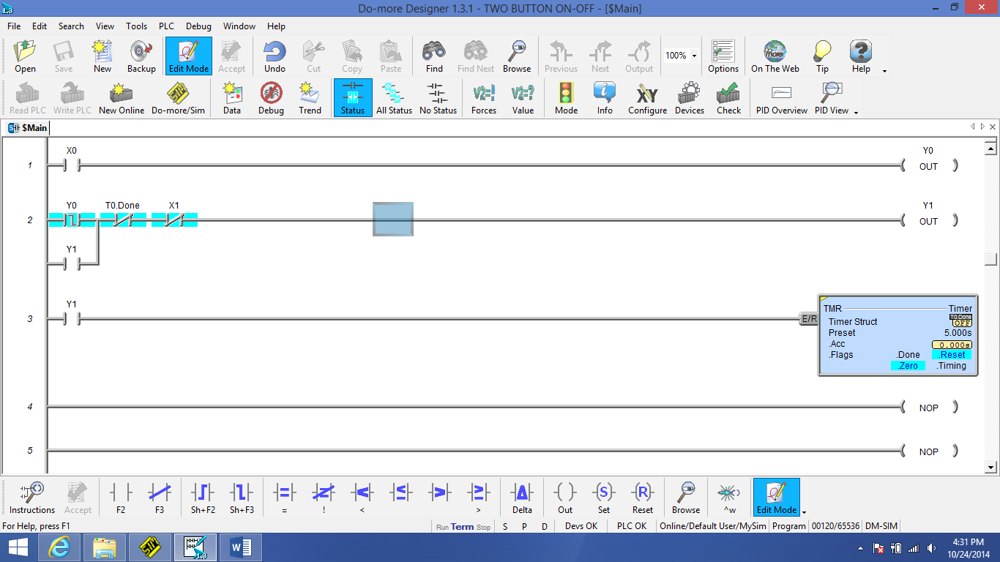 Do-more Designer 1.3.1 - TWO BUTTON ON-OFF - [$Main]
File Edit Search View Tools PLC Debug Window Help
Open Save New Backup Edit Mode Accept Undo Cut Copy Paste Find Find Next Browse Previous Next Output 100% Options On The Web Tip Help
Read PLC Write PLC New Online Do-more/Sim Data Debug Trend Status All Status No Status Forces Value Mode Info Configure Devices Check PID Overview PID View
$Main
X0 Y0
1 OUT
Y0 T0.Done X1 Y1
2 OUT
Y1
Y1
3 E/R
TMR Timer
Timer Struct T0.Done
OFF
Preset 5.000s
.Acc 0.000s
.Flags .Done .Reset
.Zero .Timing
4 NOP
5 NOP
Instructions Accept F2 F3 Sh+F2 Sh+F3 = ! < > Delta Out Set Reset Browse ^w Edit Mode
For Help, press F1 Run Term Stop S P D Devs OK PLC OK Online/Default User/MySim Program 00120/65536 DM-SIM
4:31 PM
10/24/2014